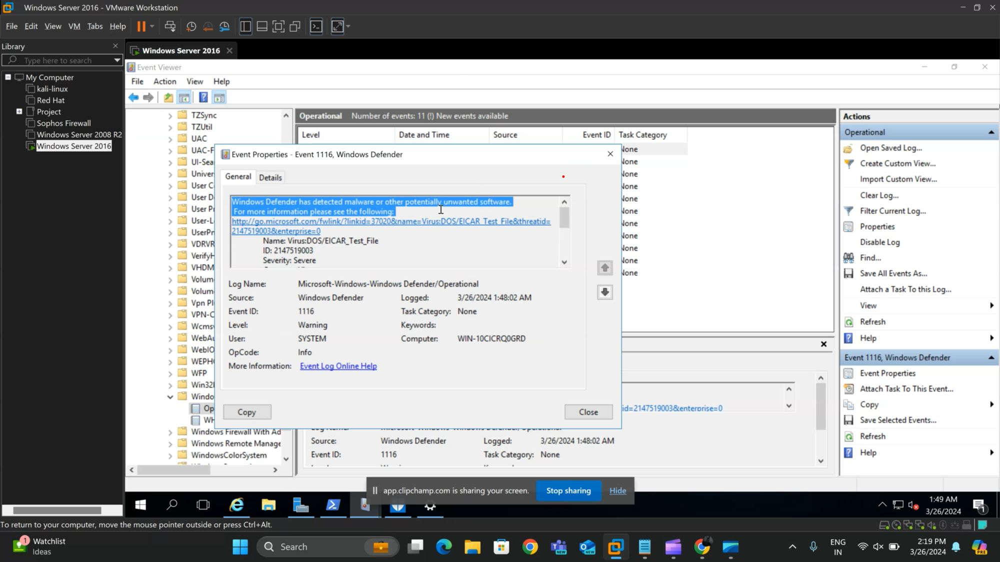 Windows Server 2016 - VMware Workstation
File Edit View VM Tabs Help
Library
Type here to search
My Computer
kali-linux
Red Hat
Project
Sophos Firewall
Windows Server 2008 R2
Windows Server 2016
Windows Server 2016
Event Viewer
File Action View Help
TZSync
TZUtil
UAC
UAC-F
UI-Sea
Univer
User C
User D
User P
User-L
UserPn
VDRVR
VerifyH
VHDM
Volum
Volum
Vpn Pl
VPN-C
Wcms
WebAu
WebIO
WEPH
WFP
Win32
Windo
Op
WH
Windows Firewall With Ad
Windows Remote Manage
WindowsColorSystem
Operational Number of events: 11 (!) New events available
Level Date and Time Source Event ID Task Category
None
None
None
None
None
None
None
None
None
None
None
Event Properties - Event 1116, Windows Defender
General Details
Windows Defender has detected malware or other potentially unwanted software.
For more information please see the following:
http://go.microsoft.com/fwlink/?linkid=37020&name=Virus:DOS/EICAR_Test_File&threatid=
2147519003&enterprise=0
Name: Virus:DOS/EICAR_Test_File
ID: 2147519003
Severity: Severe
Log Name: Microsoft-Windows-Windows Defender/Operational
Source: Windows Defender Logged: 3/26/2024 1:48:02 AM
Event ID: 1116 Task Category: None
Level: Warning Keywords:
User: SYSTEM Computer: WIN-10CICRQ0GRD
OpCode: Info
More Information: Event Log Online Help
Copy Close
id=2147519003&enterprise=0
Source: Windows Defender Logged: 3/26/2024 1:48:02 AM
Event ID: 1116 Task Category: None
Actions
Operational
Open Saved Log...
Create Custom View...
Import Custom View...
Clear Log...
Filter Current Log...
Properties
Disable Log
Find...
Save All Events As...
Attach a Task To this Log...
View
Refresh
Help
Event 1116, Windows Defender
Event Properties
Attach Task To This Event...
Copy
Save Selected Events...
Refresh
Help
app.clipchamp.com is sharing your screen. Stop sharing Hide
1:49 AM
3/26/2024
1
To return to your computer, move the mouse pointer outside or press Ctrl+Alt.
1
Watchlist
Ideas
Search
NEW
NEW
ENG
IN
2:19 PM
3/26/2024
PRE